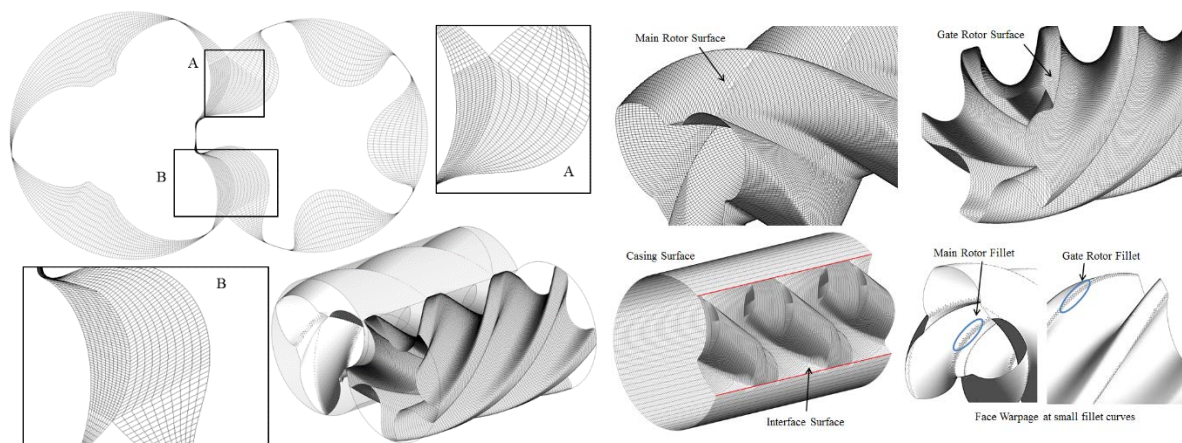 A
B
A
B
Main Rotor Surface
Gate Rotor Surface
Casing Surface
Interface Surface
Main Rotor Fillet
Gate Rotor Fillet
Face Warpage at small fillet curves